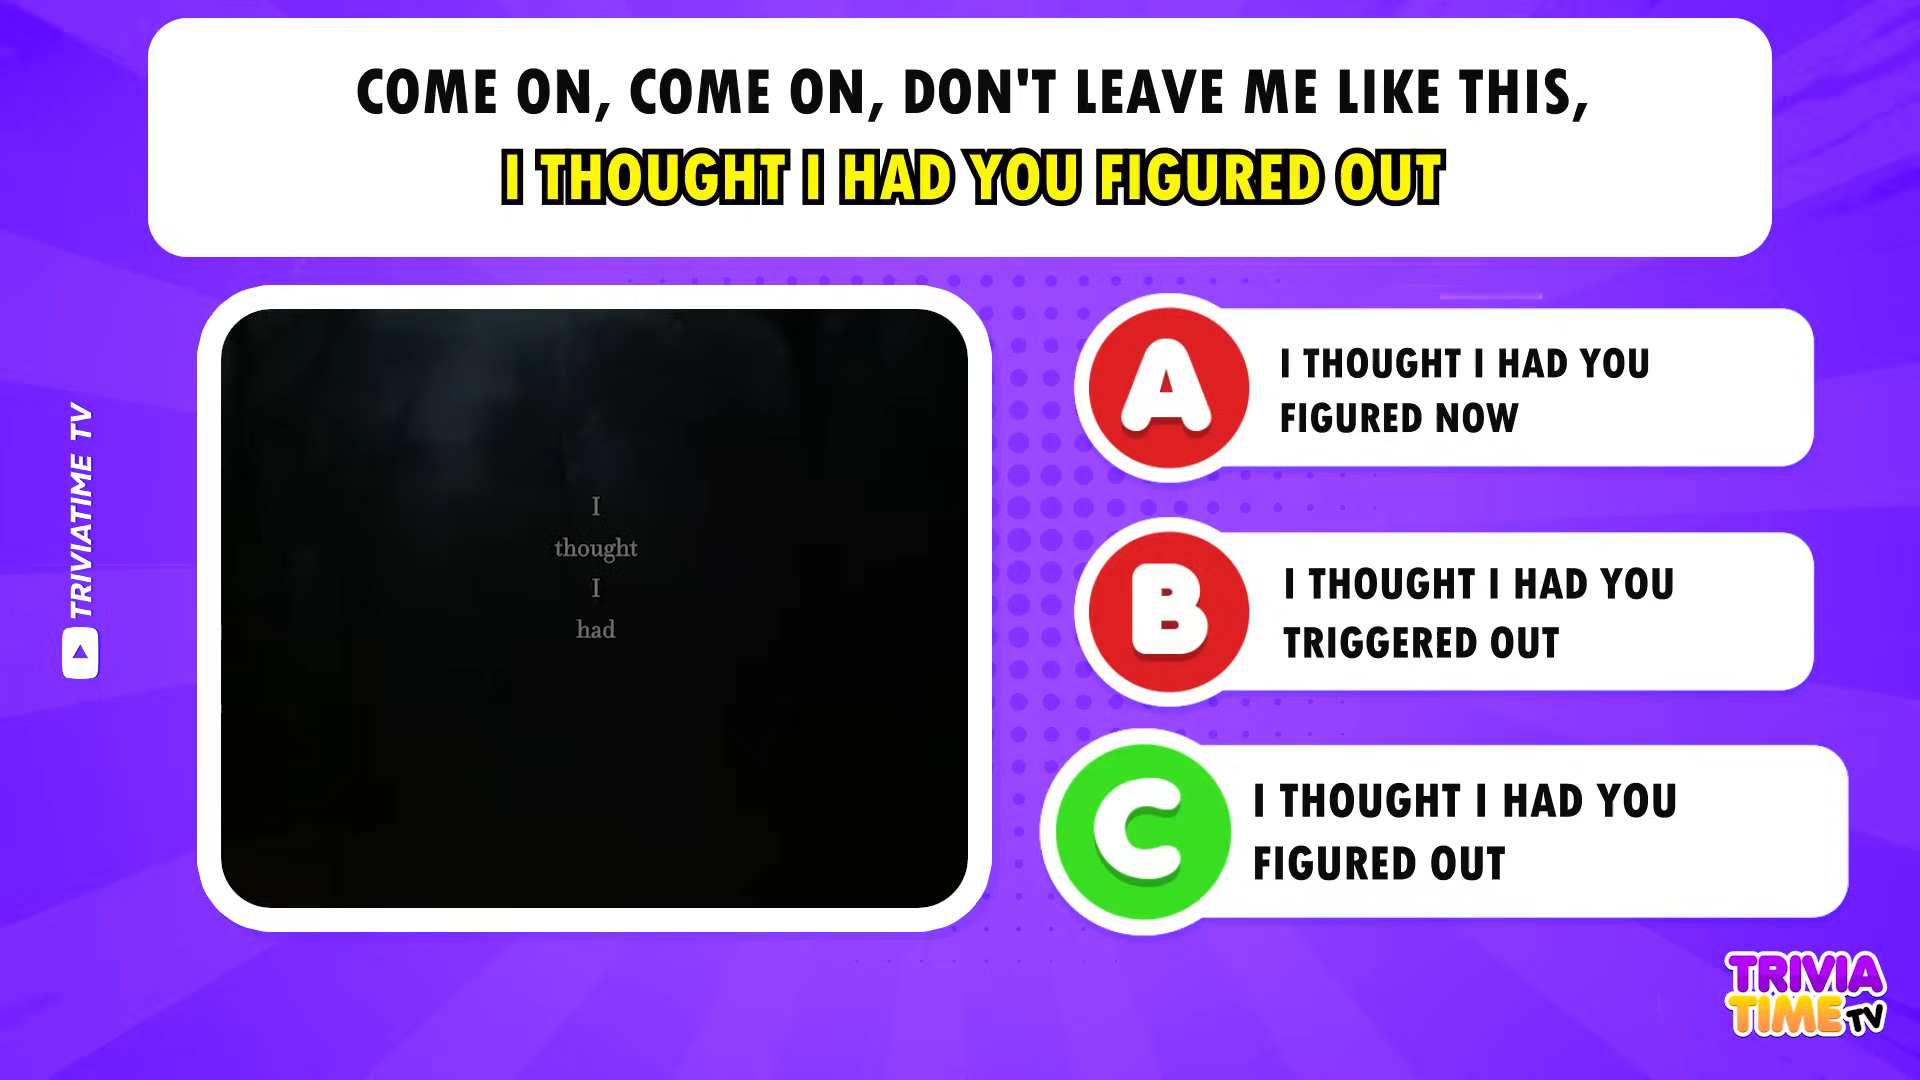 COME ON, COME ON, DON'T LEAVE ME LIKE THIS,
I THOUGHT I HAD YOU FIGURED OUT
I
thought
I
had
A
I THOUGHT I HAD YOU
FIGURED NOW
B
I THOUGHT I HAD YOU
TRIGGERED OUT
C
I THOUGHT I HAD YOU
FIGURED OUT
TRIVIATIME TV
TRIVIA
TIME TV